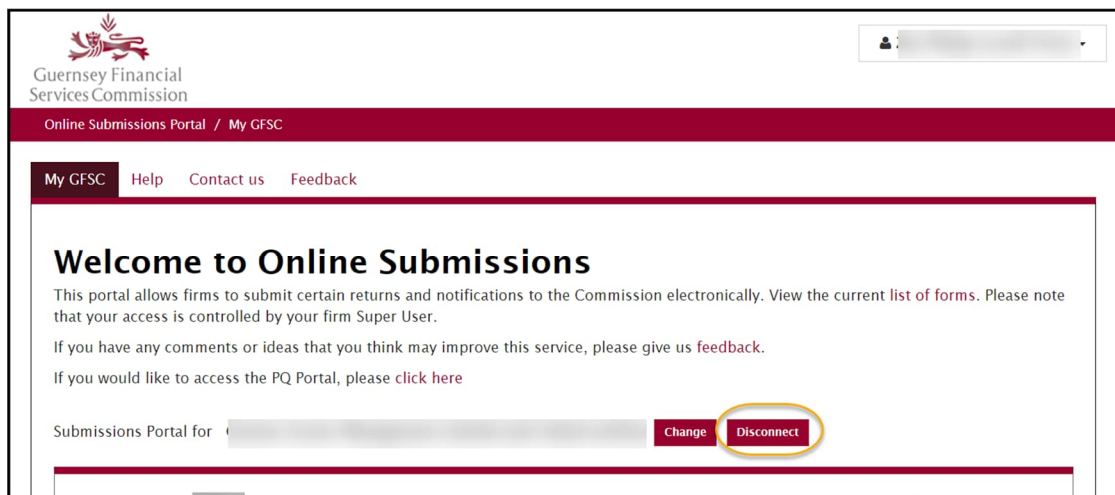 Guernsey Financial
Services Commission
Online Submissions Portal / My GFSC
My GFSC Help Contact us Feedback
Welcome to Online Submissions
This portal allows firms to submit certain returns and notifications to the Commission electronically. View the current list of forms. Please note
that your access is controlled by your firm Super User.
If you have any comments or ideas that you think may improve this service, please give us feedback.
If you would like to access the PQ Portal, please click here
Submissions Portal for Change Disconnect